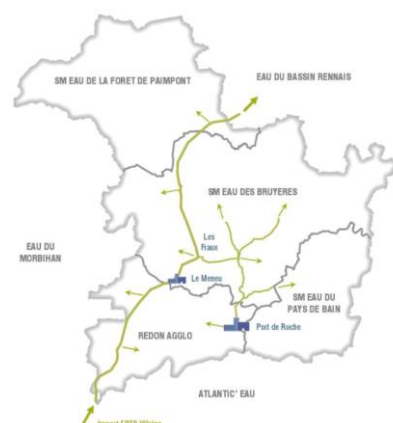 SM EAU DE LA FORET DE PAIMPONT
EAU DU BASSIN RENNAIS
SM EAU DES BRUYERES
EAU DU
MORBIHAN
Les
Fraux
Le Meneu
SM EAU DU
PAYS DE BAIN
REDON AGGLO
Port de Roche
ATLANTIC' EAU